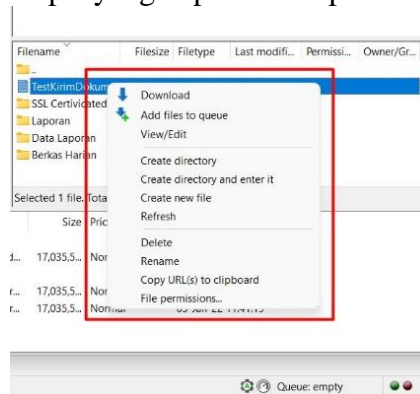 Filename Filesize Filetype Last modifi... Permissi... Owner/Gr...
..
TestKirimDokum
SSL Certivicated
Laporan
Data Laporan
Berkas Harian
Download
Add files to queue
View/Edit
Create directory
Create directory and enter it
Create new file
Refresh
Delete
Rename
Copy URL(s) to clipboard
File permissions...
Selected 1 file. Tota
Size
17,035,5...
r... 17,035,5...
r... 17,035,5... Normal
Queue: empty